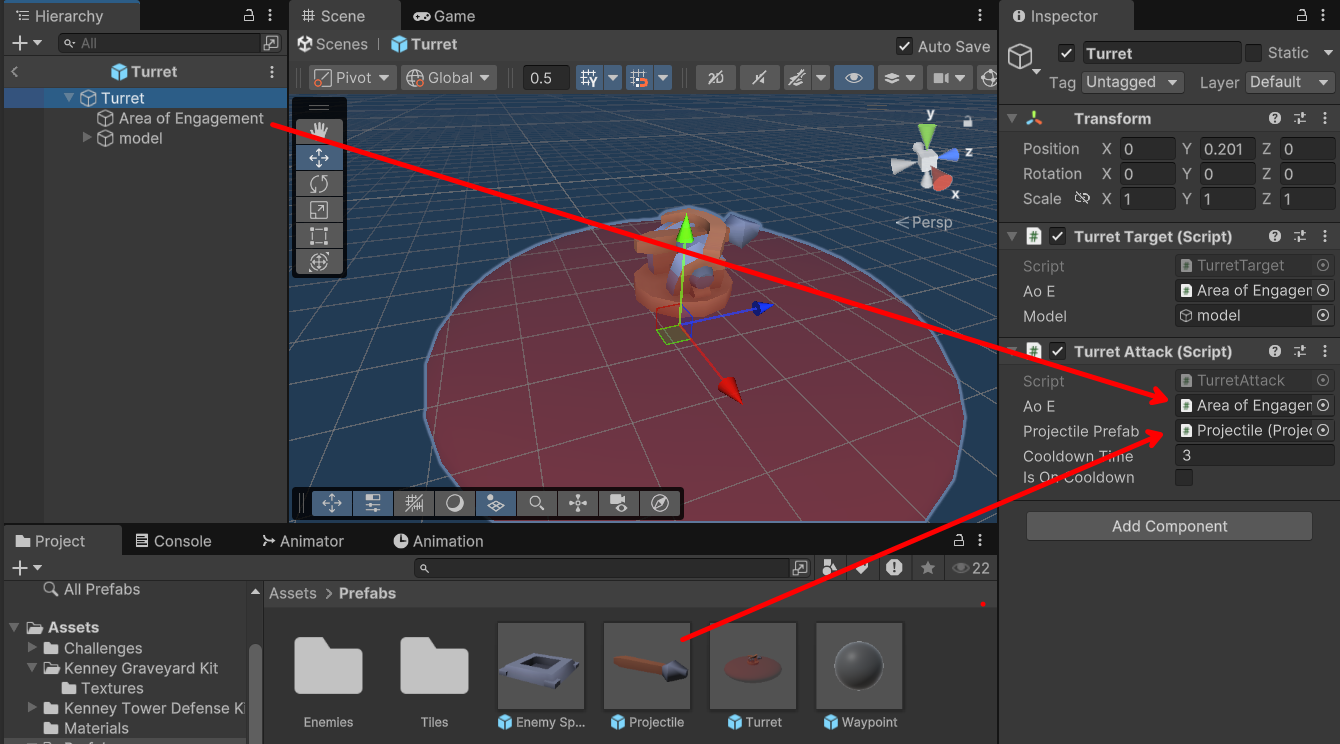 Hierarchy
All
Turret
Turret
Area of Engagement
model
Scene
Game
Scenes
Turret
Auto Save
Pivot
Global
0.5
2D
y
z
x
Persp
Inspector
Turret
Static
Tag
Untagged
Layer
Default
Transform
Position
X
0
Y
0.201
Z
0
Rotation
X
0
Y
0
Z
0
Scale
X
1
Y
1
Z
1
Turret Target (Script)
Script
TurretTarget
Ao E
Area of Engagem
Model
model
Turret Attack (Script)
Script
TurretAttack
Ao E
Area of Engagem
Projectile Prefab
Projectile (Projec
Cooldown Time
3
Is On Cooldown
Add Component
Project
Console
Animator
Animation
22
All Prefabs
Assets
Challenges
Kenney Graveyard Kit
Textures
Kenney Tower Defense Ki
Materials
Assets > Prefabs
Enemies
Tiles
Enemy Sp...
Projectile
Turret
Waypoint